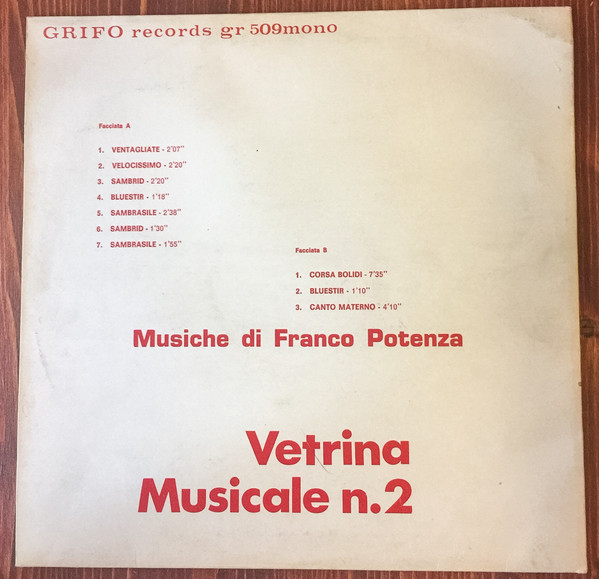 GRIFO records gr 509mono
Facciata A
1. VENTAGLIATE - 2'07"
2. VELOCISSIMO - 2'20"
3. SAMBRID - 2'20"
4. BLUESTIR - 1'18"
5. SAMBRASILE - 2'38"
6. SAMBRID - 1'30"
7. SAMBRASILE - 1'55"
Facciata B
1. CORSA BOLIDI - 7'35"
2. BLUESTIR - 1'10"
3. CANTO MATERNO - 4'10"
Musiche di Franco Potenza
Vetrina
Musicale n.2